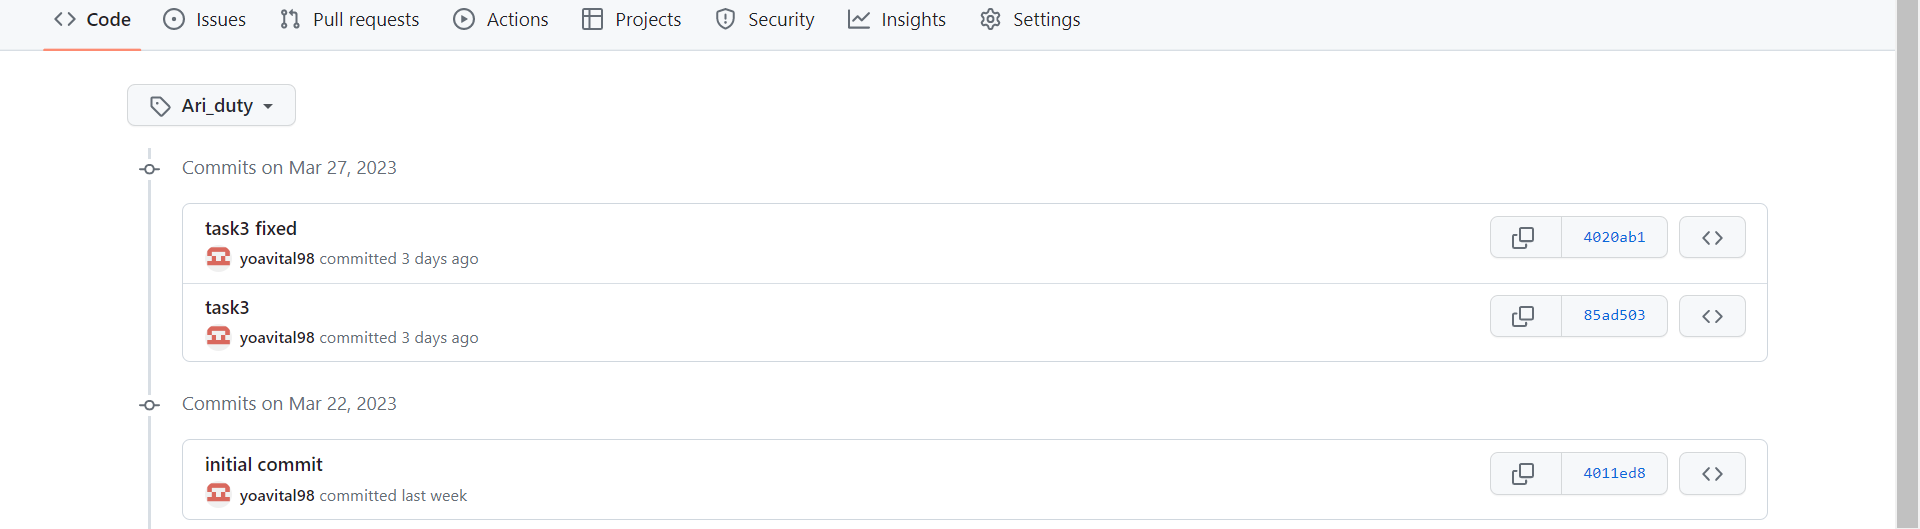 Code Issues Pull requests Actions Projects Security Insights Settings
Ari_duty
Commits on Mar 27, 2023
task3 fixed
yoavital98 committed 3 days ago
4020ab1
task3
yoavital98 committed 3 days ago
85ad503
Commits on Mar 22, 2023
initial commit
yoavital98 committed last week
4011ed8